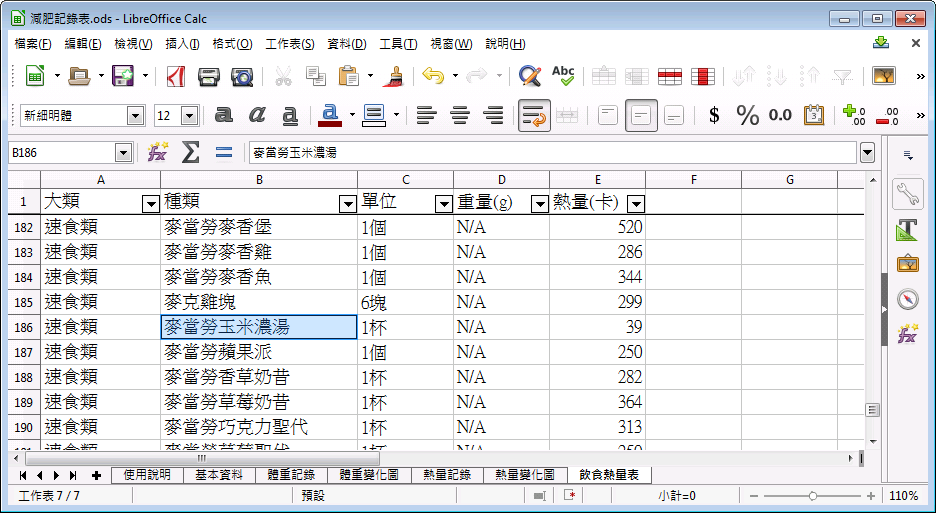 減肥記錄表.ods - LibreOffice Calc
檔案(F) 編輯(E) 檢視(V) 插入(I) 格式(O) 工作表(S) 資料(D) 工具(T) 視窗(W) 說明(H)
Abc
新細明體 12 a a a a $ % 0.0 .00 .00
B186 麥當勞玉米濃湯
A B C D E F G
1 大類 種類 單位 重量(g) 熱量(卡)
182 速食類 麥當勞麥香堡 1個 N/A 520
183 速食類 麥當勞麥香雞 1個 N/A 286
184 速食類 麥當勞麥香魚 1個 N/A 344
185 速食類 麥克雞塊 6塊 N/A 299
186 速食類 麥當勞玉米濃湯 1杯 N/A 39
187 速食類 麥當勞蘋果派 1個 N/A 250
188 速食類 麥當勞香草奶昔 1杯 N/A 282
189 速食類 麥當勞草莓奶昔 1杯 N/A 364
190 速食類 麥當勞巧克力聖代 1杯 N/A 313
使用說明 基本資料 體重記錄 體重變化圖 熱量記錄 熱量變化圖 飲食熱量表
工作表 7 / 7 預設 小計=0 110%